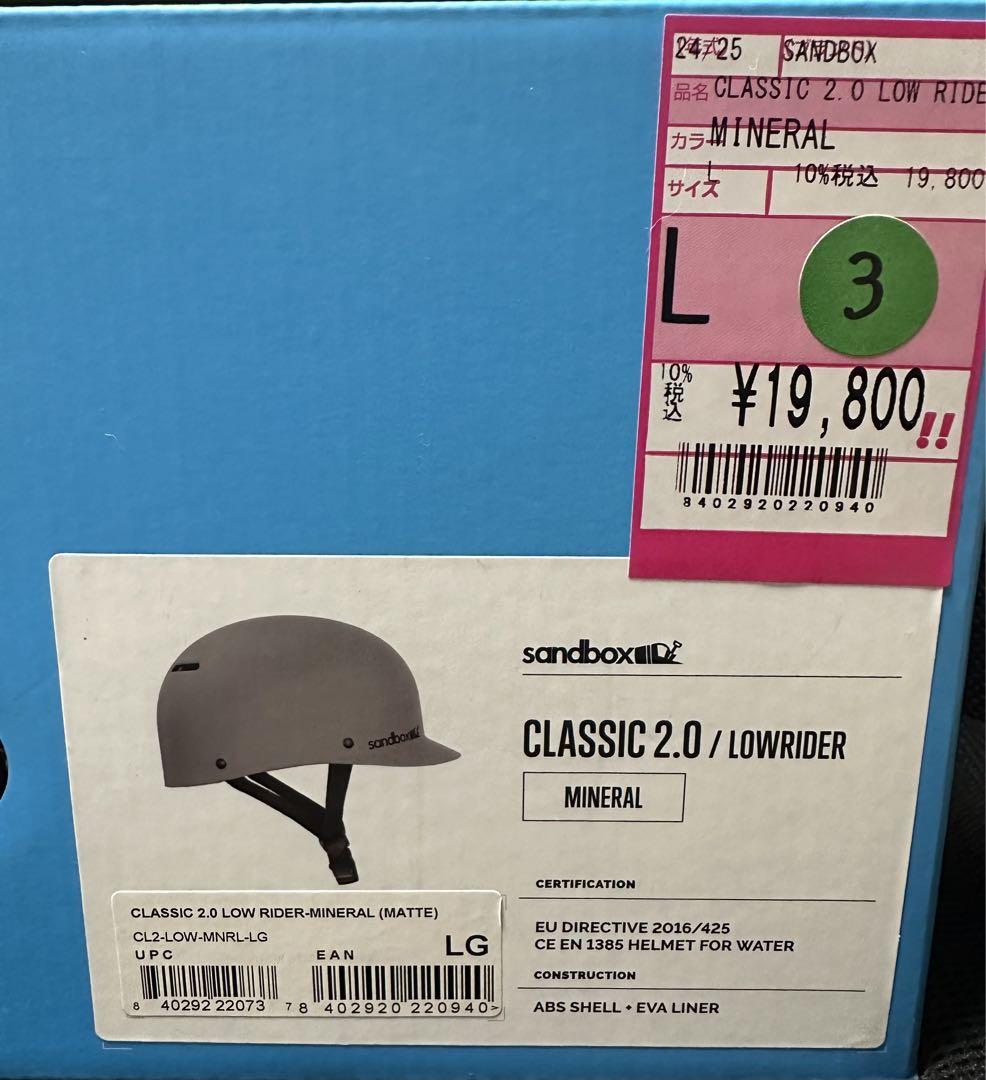 24/25 SANDBOX
品名 CLASSIC 2.0 LOW RIDE
カラー MINERAL
サイズ L 10%税込 19,800
L 3
10%税込 ¥19,800!!
8402920220940
sandbox
sandbox
CLASSIC 2.0 / LOWRIDER
MINERAL
CERTIFICATION
EU DIRECTIVE 2016/425
CE EN 1385 HELMET FOR WATER
CONSTRUCTION
ABS SHELL + EVA LINER
CLASSIC 2.0 LOW RIDER-MINERAL (MATTE)
CL2-LOW-MNRL-LG
UPC EAN LG
8 40292 22073 7 8 402920 220940 >